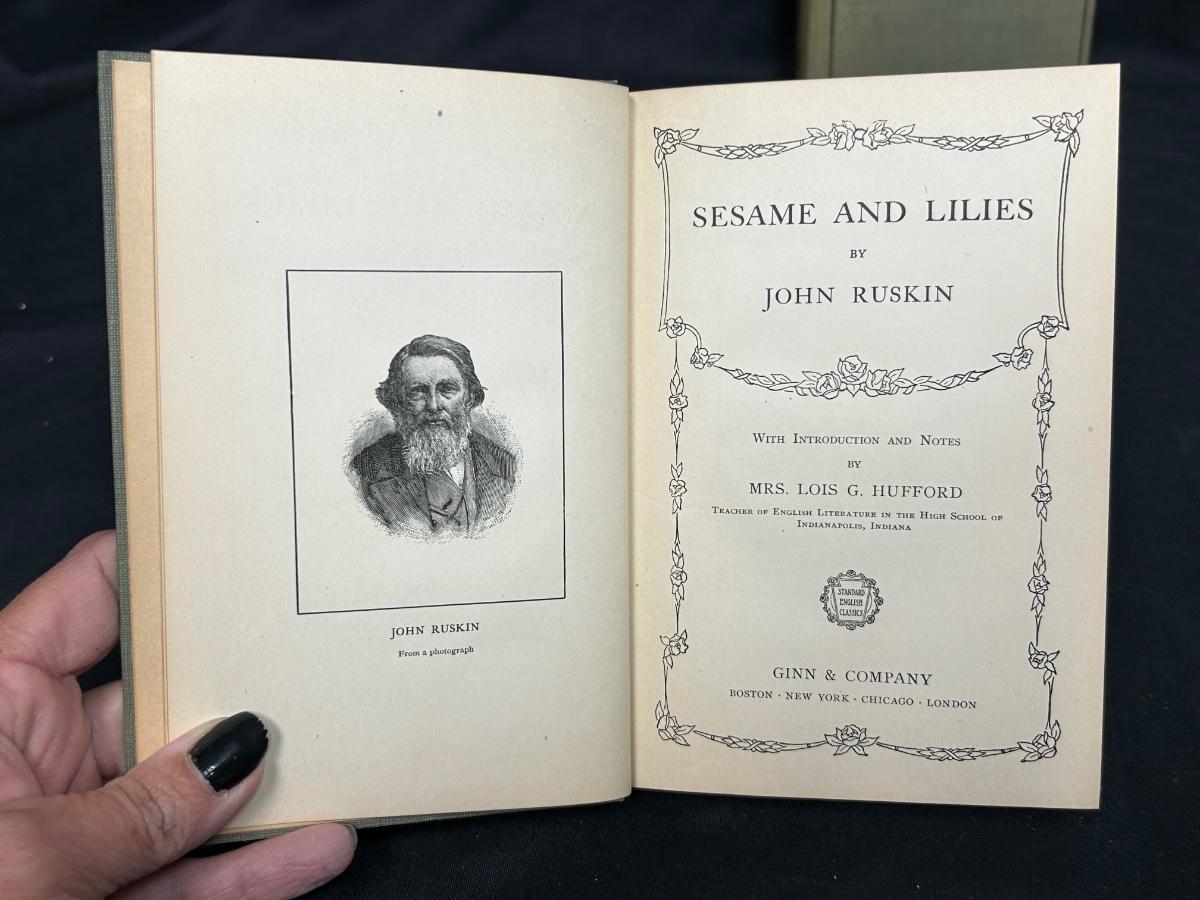 JOHN RUSKIN
From a photograph
SESAME AND LILIES
BY
JOHN RUSKIN
WITH INTRODUCTION AND NOTES
BY
MRS. LOIS G. HUFFORD
TEACHER OF ENGLISH LITERATURE IN THE HIGH SCHOOL OF
INDIANAPOLIS, INDIANA
STANDARD
ENGLISH
CLASSICS
GINN & COMPANY
BOSTON · NEW YORK · CHICAGO · LONDON